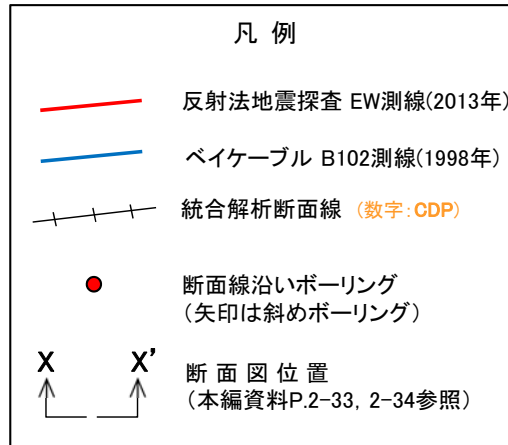 凡 例
反射法地震探査 EW測線(2013年)
ベイケーブル B102測線(1998年)
統合解析断面線 (数字:CDP)
断面線沿いボーリング
(矢印は斜めボーリング)
X X' 断 面 図 位 置
(本編資料P.2-33, 2-34参照)